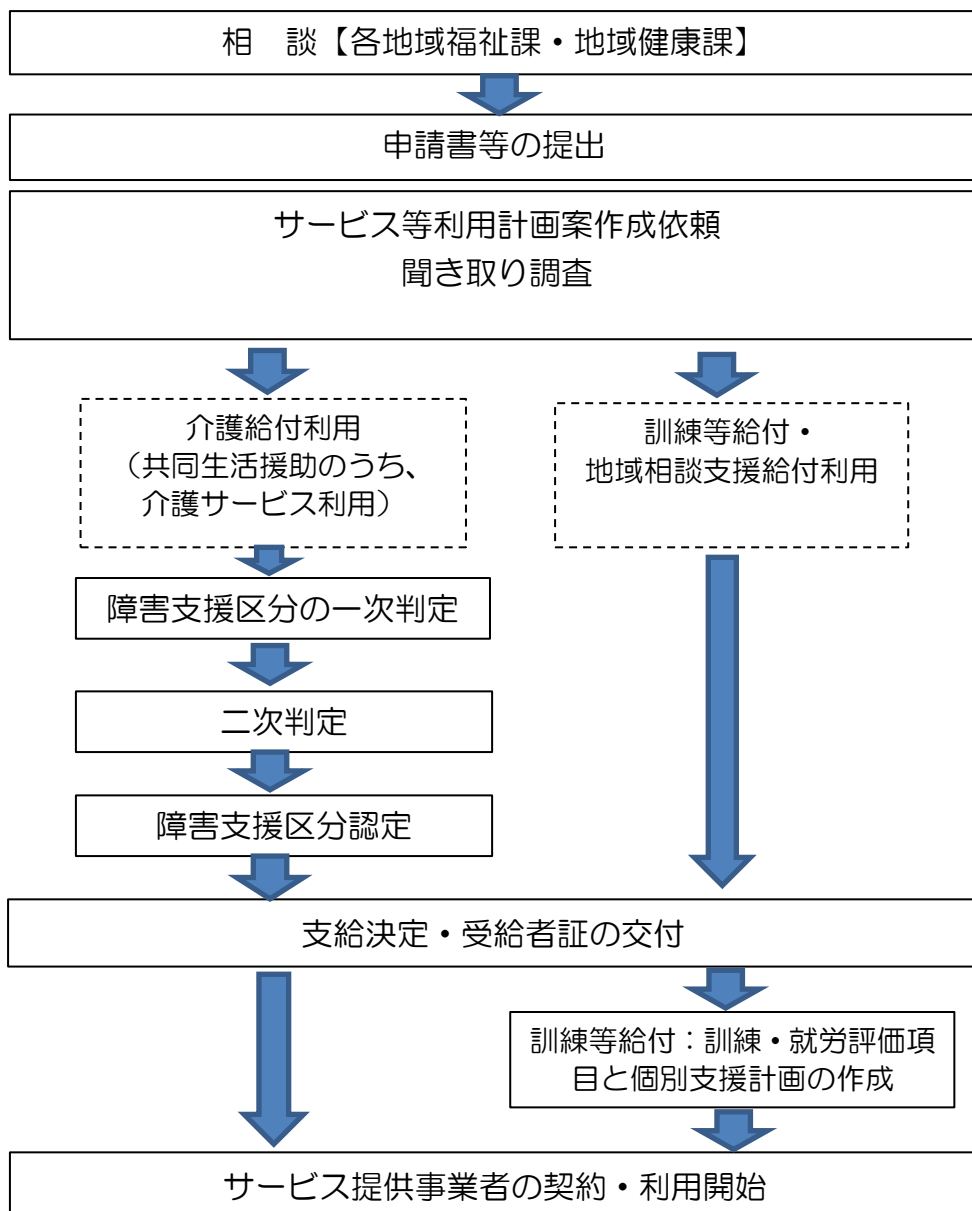 相　談【各地域福祉課・地域健康課】
申請書等の提出
サービス等利用計画案作成依頼
聞き取り調査
介護給付利用
（共同生活援助のうち、
介護サービス利用）
訓練等給付・
地域相談支援給付利用
障害支援区分の一次判定
二次判定
障害支援区分認定
支給決定・受給者証の交付
訓練等給付：訓練・就労評価項
目と個別支援計画の作成
サービス提供事業者の契約・利用開始